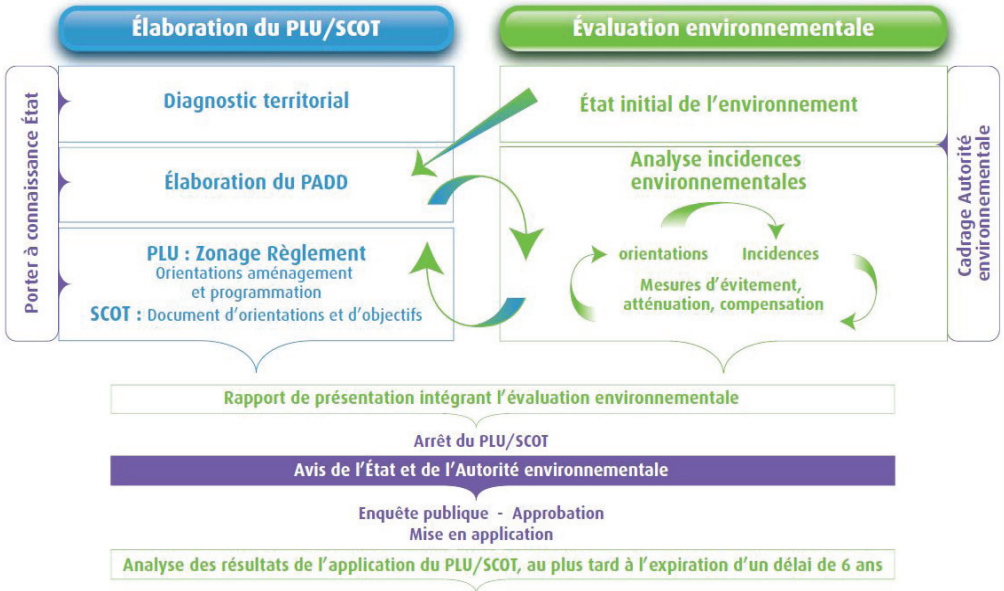 Élaboration du PLU/SCOT
Évaluation environnementale
Porter à connaissance État
Diagnostic territorial
État initial de l'environnement
Cadrage Autorité
environnementale
Élaboration du PADD
Analyse incidences
environnementales
PLU : Zonage Règlement
Orientations aménagement
et programmation
SCOT : Document d'orientations et d'objectifs
orientations
Incidences
Mesures d'évitement,
atténuation, compensation
Rapport de présentation intégrant l'évaluation environnementale
Arrêt du PLU/SCOT
Avis de l'État et de l'Autorité environnementale
Enquête publique - Approbation
Mise en application
Analyse des résultats de l'application du PLU/SCOT, au plus tard à l'expiration d'un délai de 6 ans